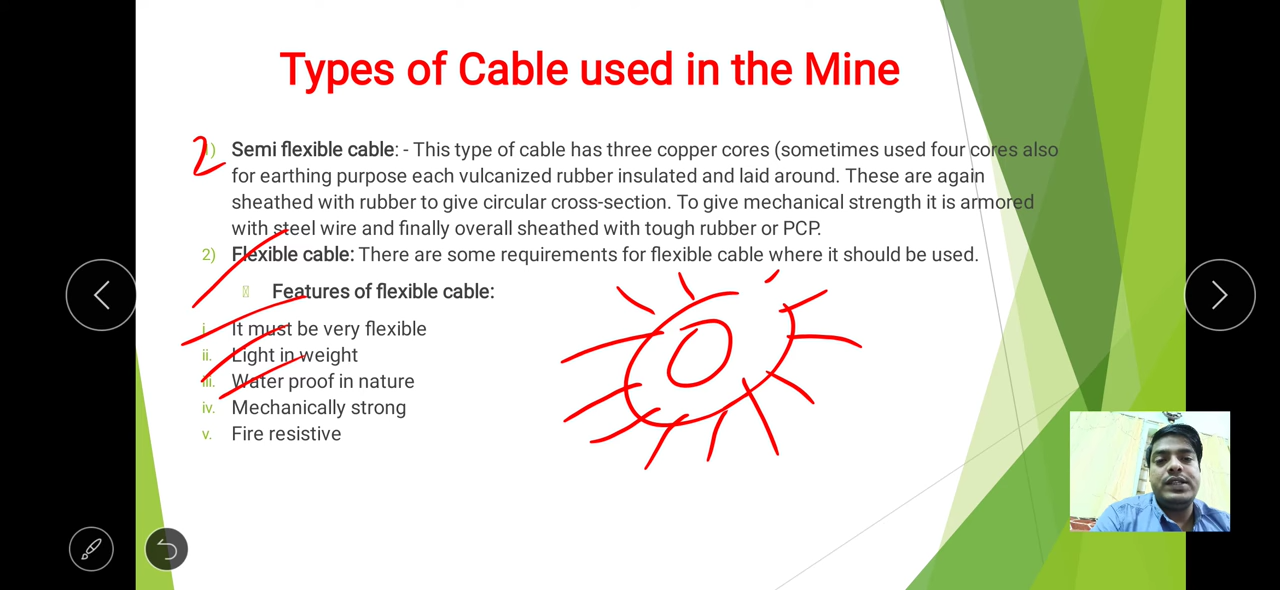 Types of Cable used in the Mine
2 1) Semi flexible cable: - This type of cable has three copper cores (sometimes used four cores also
for earthing purpose each vulcanized rubber insulated and laid around. These are again
sheathed with rubber to give circular cross-section. To give mechanical strength it is armored
with steel wire and finally overall sheathed with tough rubber or PCP.
2) Flexible cable: There are some requirements for flexible cable where it should be used.
Features of flexible cable:
i. It must be very flexible
ii. Light in weight
iii. Water proof in nature
iv. Mechanically strong
v. Fire resistive